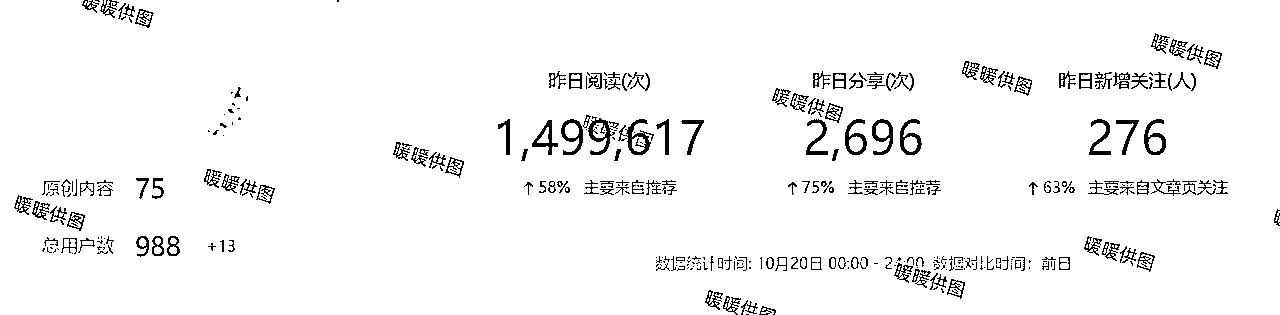 暖暖供图
暖暖供图
昨日阅读(次) 昨日分享(次) 昨日新增关注(人)
暖暖供图
暖暖供图
1,499,617 2,696 276
暖暖供图
暖暖供图
↑ 58% 主要来自推荐 ↑ 75% 主要来自推荐 ↑ 63% 主要来自文章页关注
原创内容 75
暖暖供图
暖暖供图
总用户数 988 +13
暖暖供图
数据统计时间: 10月20日 00:00 - 24:00 数据对比时间: 前日
暖暖供图
暖暖供图